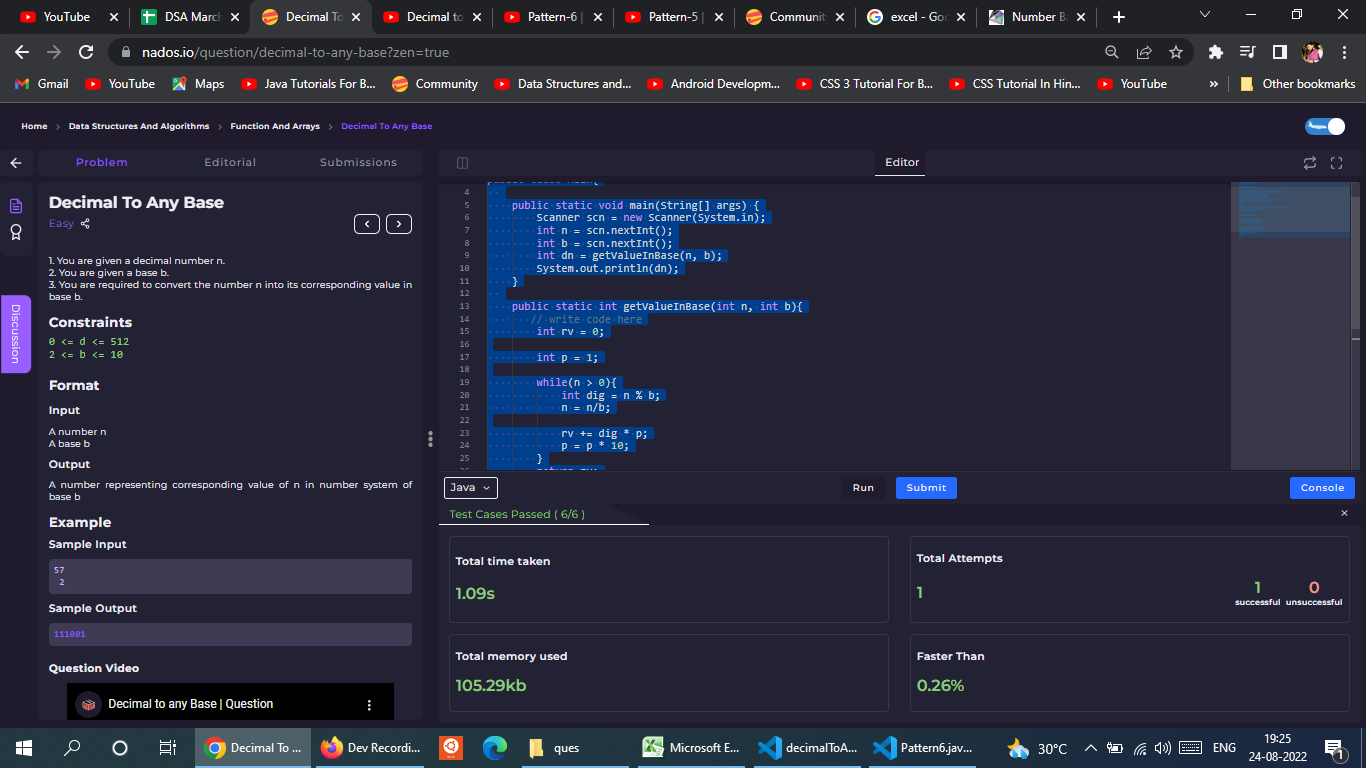 YouTube
DSA March
Decimal To
Decimal to
Pattern-6 |
Pattern-5 |
Community
excel - Goo
Number Ba
nados.io/question/decimal-to-any-base?zen=true
Gmail
YouTube
Maps
Java Tutorials For B...
Community
Data Structures and...
Android Developm...
CSS 3 Tutorial For B...
CSS Tutorial In Hin...
YouTube
»
Other bookmarks
Home > Data Structures And Algorithms > Function And Arrays > Decimal To Any Base
Problem
Editorial
Submissions
Editor
Discussion
Decimal To Any Base
Easy
1. You are given a decimal number n.
2. You are given a base b.
3. You are required to convert the number n into its corresponding value in
base b.
Constraints
0 <= d <= 512
2 <= b <= 10
Format
Input
A number n
A base b
Output
A number representing corresponding value of n in number system of
base b
Example
Sample Input
57
2
Sample Output
111001
Question Video
Decimal to any Base | Question
4
5 public static void main(String[] args) {
6 Scanner scn = new Scanner(System.in);
7 int n = scn.nextInt();
8 int b = scn.nextInt();
9 int dn = getValueInBase(n, b);
10 System.out.println(dn);
11 }
12
13 public static int getValueInBase(int n, int b){
14 // write code here
15 int rv = 0;
16
17 int p = 1;
18
19 while(n > 0){
20 int dig = n % b;
21 n = n/b;
22
23 rv += dig * p;
24 p = p * 10;
25 }
Java
Run
Submit
Console
Test Cases Passed ( 6/6 )
Total time taken
1.09s
Total Attempts
1
1
successful
0
unsuccessful
Total memory used
105.29kb
Faster Than
0.26%
Decimal To ...
Dev Recordi...
ques
Microsoft E...
decimalToA...
Pattern6.jav...
30°C
ENG
19:25
24-08-2022
1